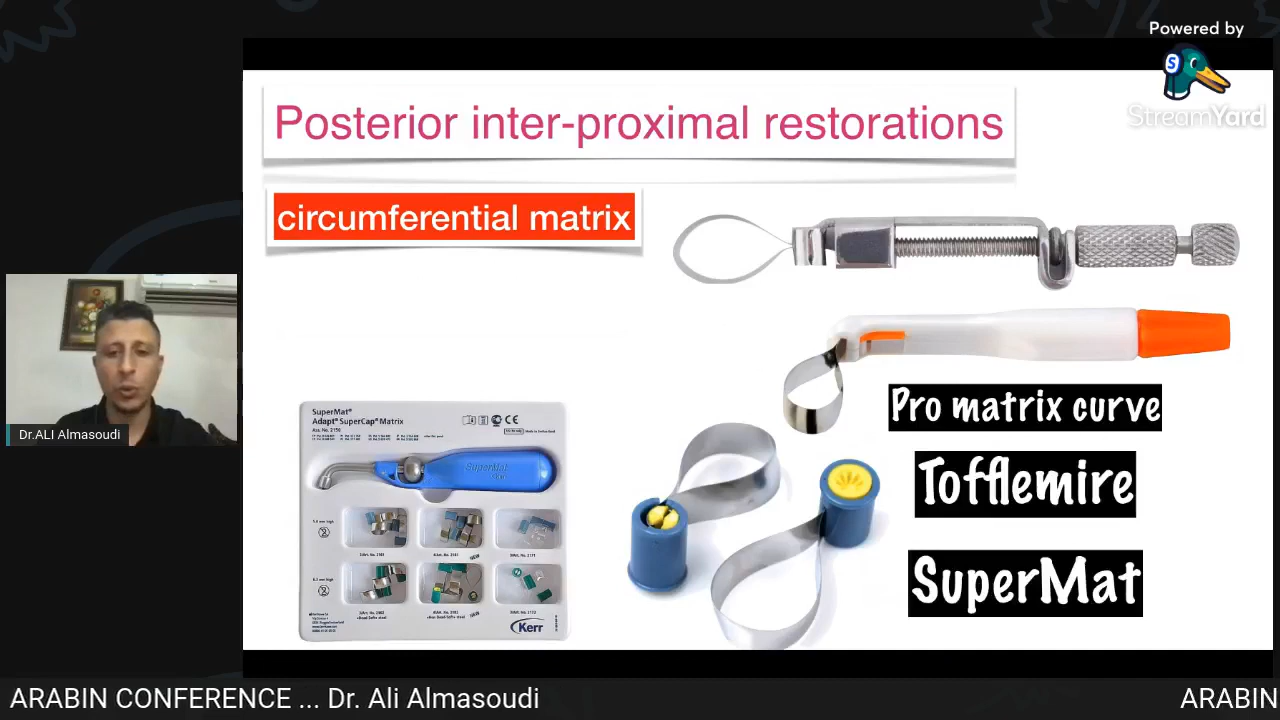 Powered by
StreamYard
Posterior inter-proximal restorations
circumferential matrix
Pro matrix curve
Tofflemire
SuperMat
SuperMat®
Adapt® SuperCap® Matrix
SuperMat
Kerr
Dr.ALI Almasoudi
ARABIN CONFERENCE ... Dr. Ali Almasoudi
ARABIN